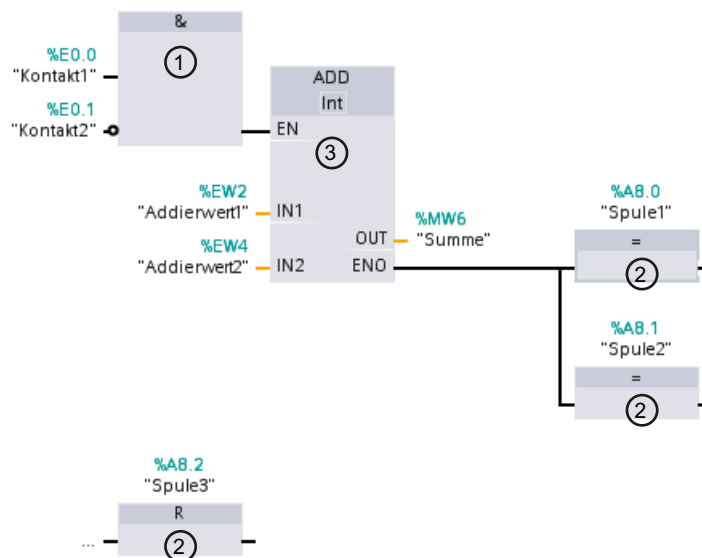 &
%E0.0
"Kontakt1"
1
%E0.1
"Kontakt2"
ADD
Int
EN
3
%EW2
"Addierwert1"
IN1
%EW4
"Addierwert2"
IN2
OUT
%MW6
"Summe"
ENO
%A8.0
"Spule1"
=
2
%A8.1
"Spule2"
=
2
%A8.2
"Spule3"
R
...
2